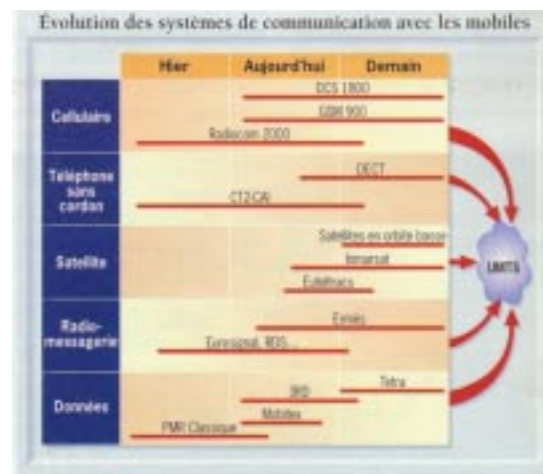 Évolution des systèmes de communication avec les mobiles
Hier Aujourd'hui Demain
Cellulaire
DCS 1800
GSM 900
Radiocom 2000
Téléphone
sans
cordon
DECT
CT2-CAI
Satellite
Satellites en orbite basse
Inmarsat
Euteltracs
UMTS
Radio-
messagerie
Ermès
Eurosignal, RDS...
Données
Tetra
3RD
Mobitex
PMR Classique